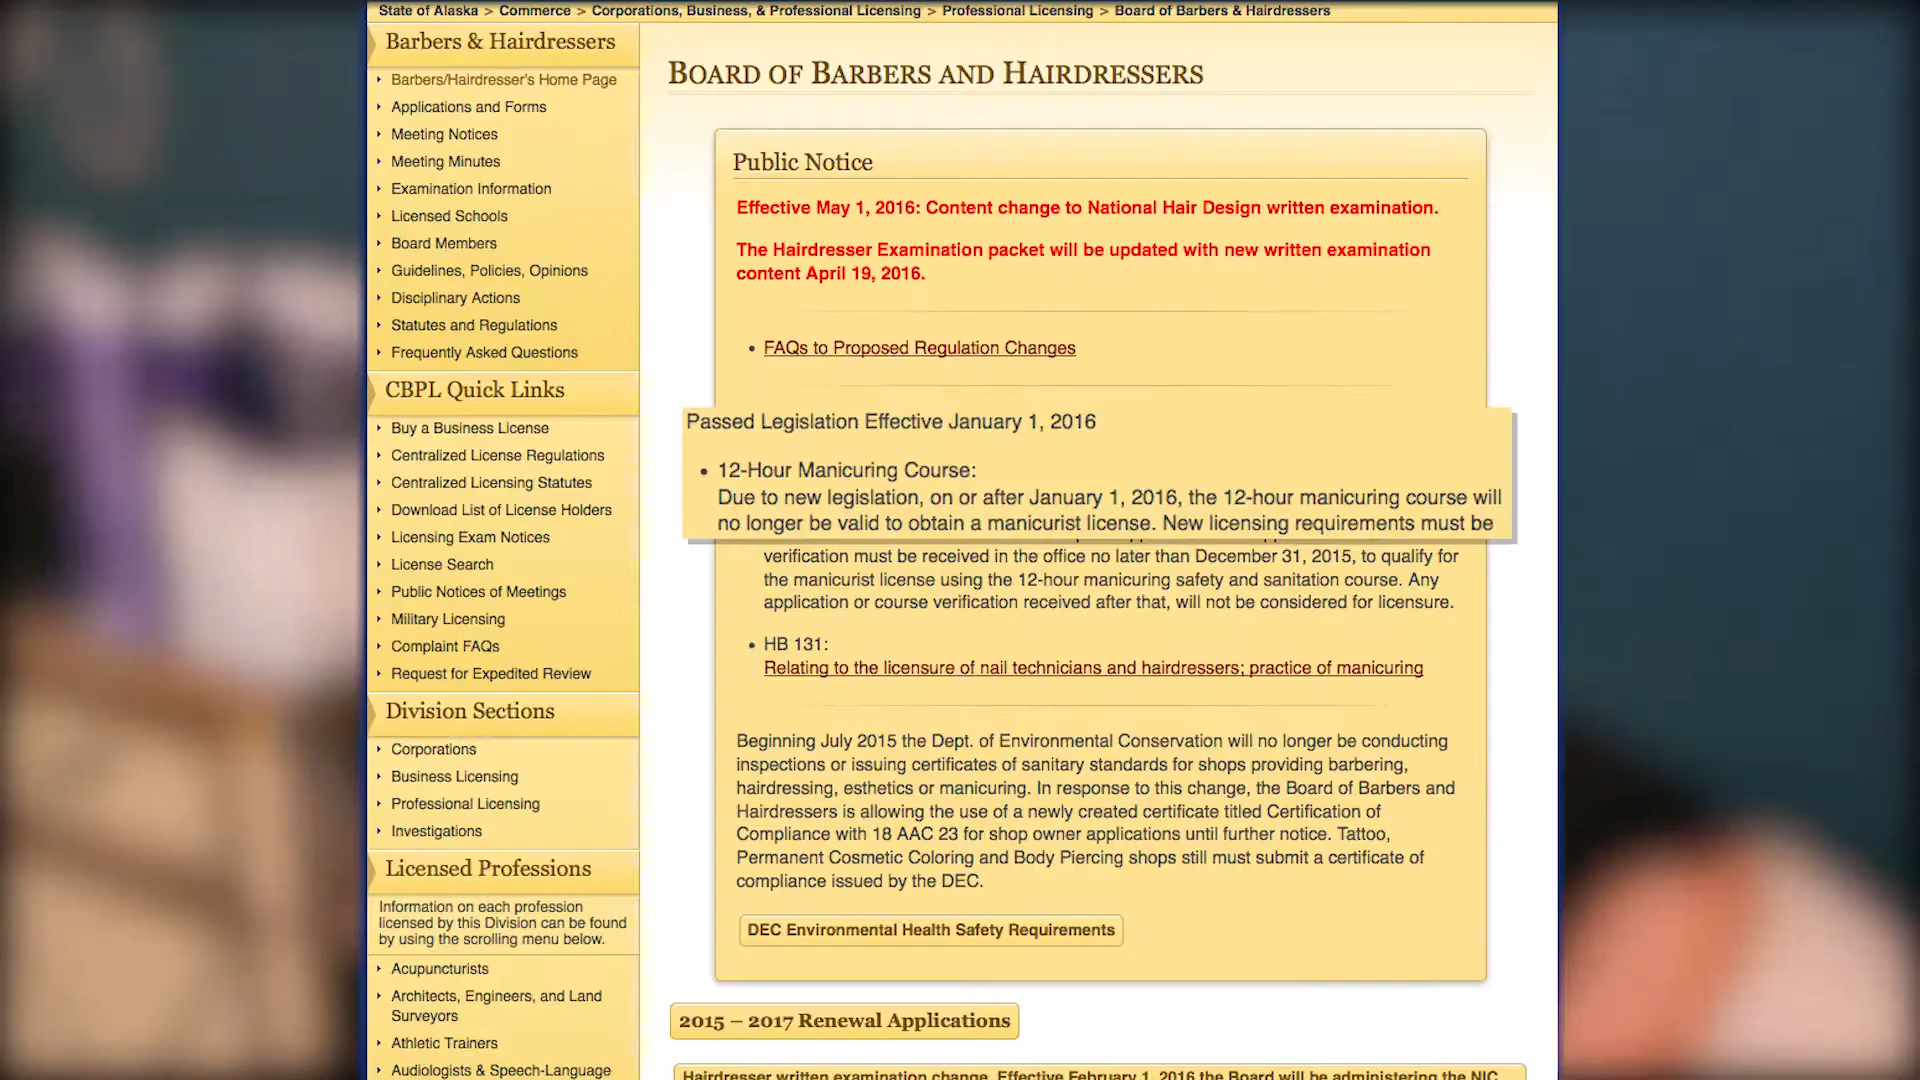 State of Alaska > Commerce > Corporations, Business, & Professional Licensing > Professional Licensing > Board of Barbers & Hairdressers
Barbers & Hairdressers
Barbers/Hairdresser's Home Page
Applications and Forms
Meeting Notices
Meeting Minutes
Examination Information
Licensed Schools
Board Members
Guidelines, Policies, Opinions
Disciplinary Actions
Statutes and Regulations
Frequently Asked Questions
CBPL Quick Links
Buy a Business License
Centralized License Regulations
Centralized Licensing Statutes
Download List of License Holders
Licensing Exam Notices
License Search
Public Notices of Meetings
Military Licensing
Complaint FAQs
Request for Expedited Review
Division Sections
Corporations
Business Licensing
Professional Licensing
Investigations
Licensed Professions
Information on each profession
licensed by this Division can be found
by using the scrolling menu below.
Acupuncturists
Architects, Engineers, and Land
Surveyors
Athletic Trainers
Audiologists & Speech-Language
BOARD OF BARBERS AND HAIRDRESSERS
Public Notice
Effective May 1, 2016: Content change to National Hair Design written examination.
The Hairdresser Examination packet will be updated with new written examination
content April 19, 2016.
• FAQs to Proposed Regulation Changes
Passed Legislation Effective January 1, 2016
• 12-Hour Manicuring Course:
Due to new legislation, on or after January 1, 2016, the 12-hour manicuring course will
no longer be valid to obtain a manicurist license. New licensing requirements must be
verification must be received in the office no later than December 31, 2015, to qualify for
the manicurist license using the 12-hour manicuring safety and sanitation course. Any
application or course verification received after that, will not be considered for licensure.
• HB 131:
Relating to the licensure of nail technicians and hairdressers; practice of manicuring
Beginning July 2015 the Dept. of Environmental Conservation will no longer be conducting
inspections or issuing certificates of sanitary standards for shops providing barbering,
hairdressing, esthetics or manicuring. In response to this change, the Board of Barbers and
Hairdressers is allowing the use of a newly created certificate titled Certification of
Compliance with 18 AAC 23 for shop owner applications until further notice. Tattoo,
Permanent Cosmetic Coloring and Body Piercing shops still must submit a certificate of
compliance issued by the DEC.
DEC Environmental Health Safety Requirements
2015 – 2017 Renewal Applications
Hairdresser written examination change. Effective February 1, 2016 the Board will be administering the NIC